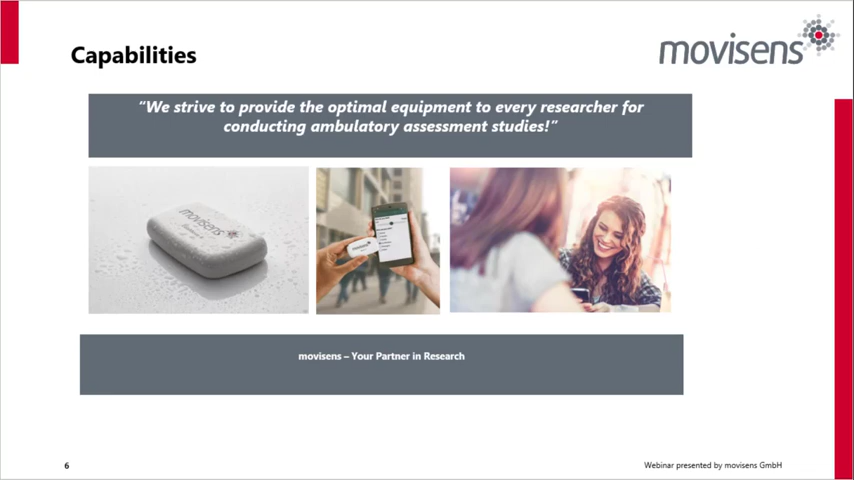 Capabilities
movisens
“We strive to provide the optimal equipment to every researcher for
conducting ambulatory assessment studies!”
movisens
movisens – Your Partner in Research
6
Webinar presented by movisens GmbH